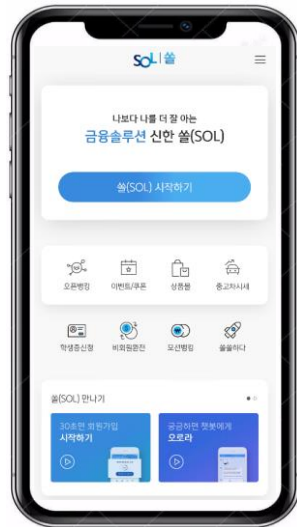 SOL 쏠
나보다 나를 더 잘 아는
금융솔루션 신한 쏠(SOL)
쏠(SOL) 시작하기
오픈뱅킹 이벤트/쿠폰 상품몰 중고차시세
학생증신청 비회원환전 모션뱅킹 쏠쏠하다
쏠(SOL) 만나기
30초면 회원가입 궁금하면 챗봇에게
시작하기 오로라